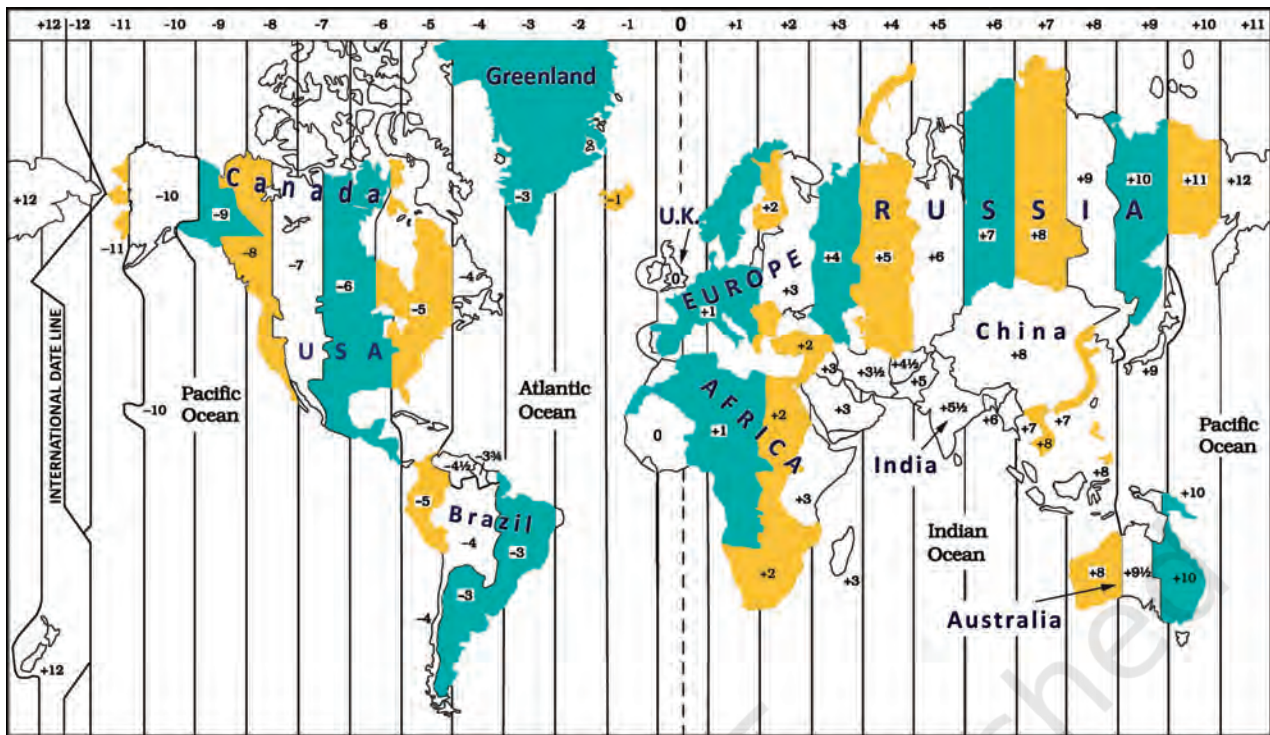 +12 -12 -11 -10 -9 -8 -7 -6 -5 -4 -3 -2 -1 0 +1 +2 +3 +4 +5 +6 +7 +8 +9 +10 +11
Greenland
Canada
U.K.
RUSSIA
+12
-10
-9
-3
-1
+2
+9
+10
+11
+12
-11
-8
-7
-6
-5
-4
0
EUROPE
+1
+3
+4
+5
+6
+7
+8
USA
China
+8
+2
+3
+3½
+4½
+5
+9
INTERNATIONAL DATE LINE
Pacific
Ocean
Atlantic
Ocean
AFRICA
Pacific
Ocean
-10
0
+1
+2
+3
+5½
+6
+7
+8
+7
India
-4½
-3¾
-5
Brazil
-4
-3
+3
+8
+10
Indian
Ocean
-3
+2
+3
+8
+9½
+10
-4
Australia
+12
shed